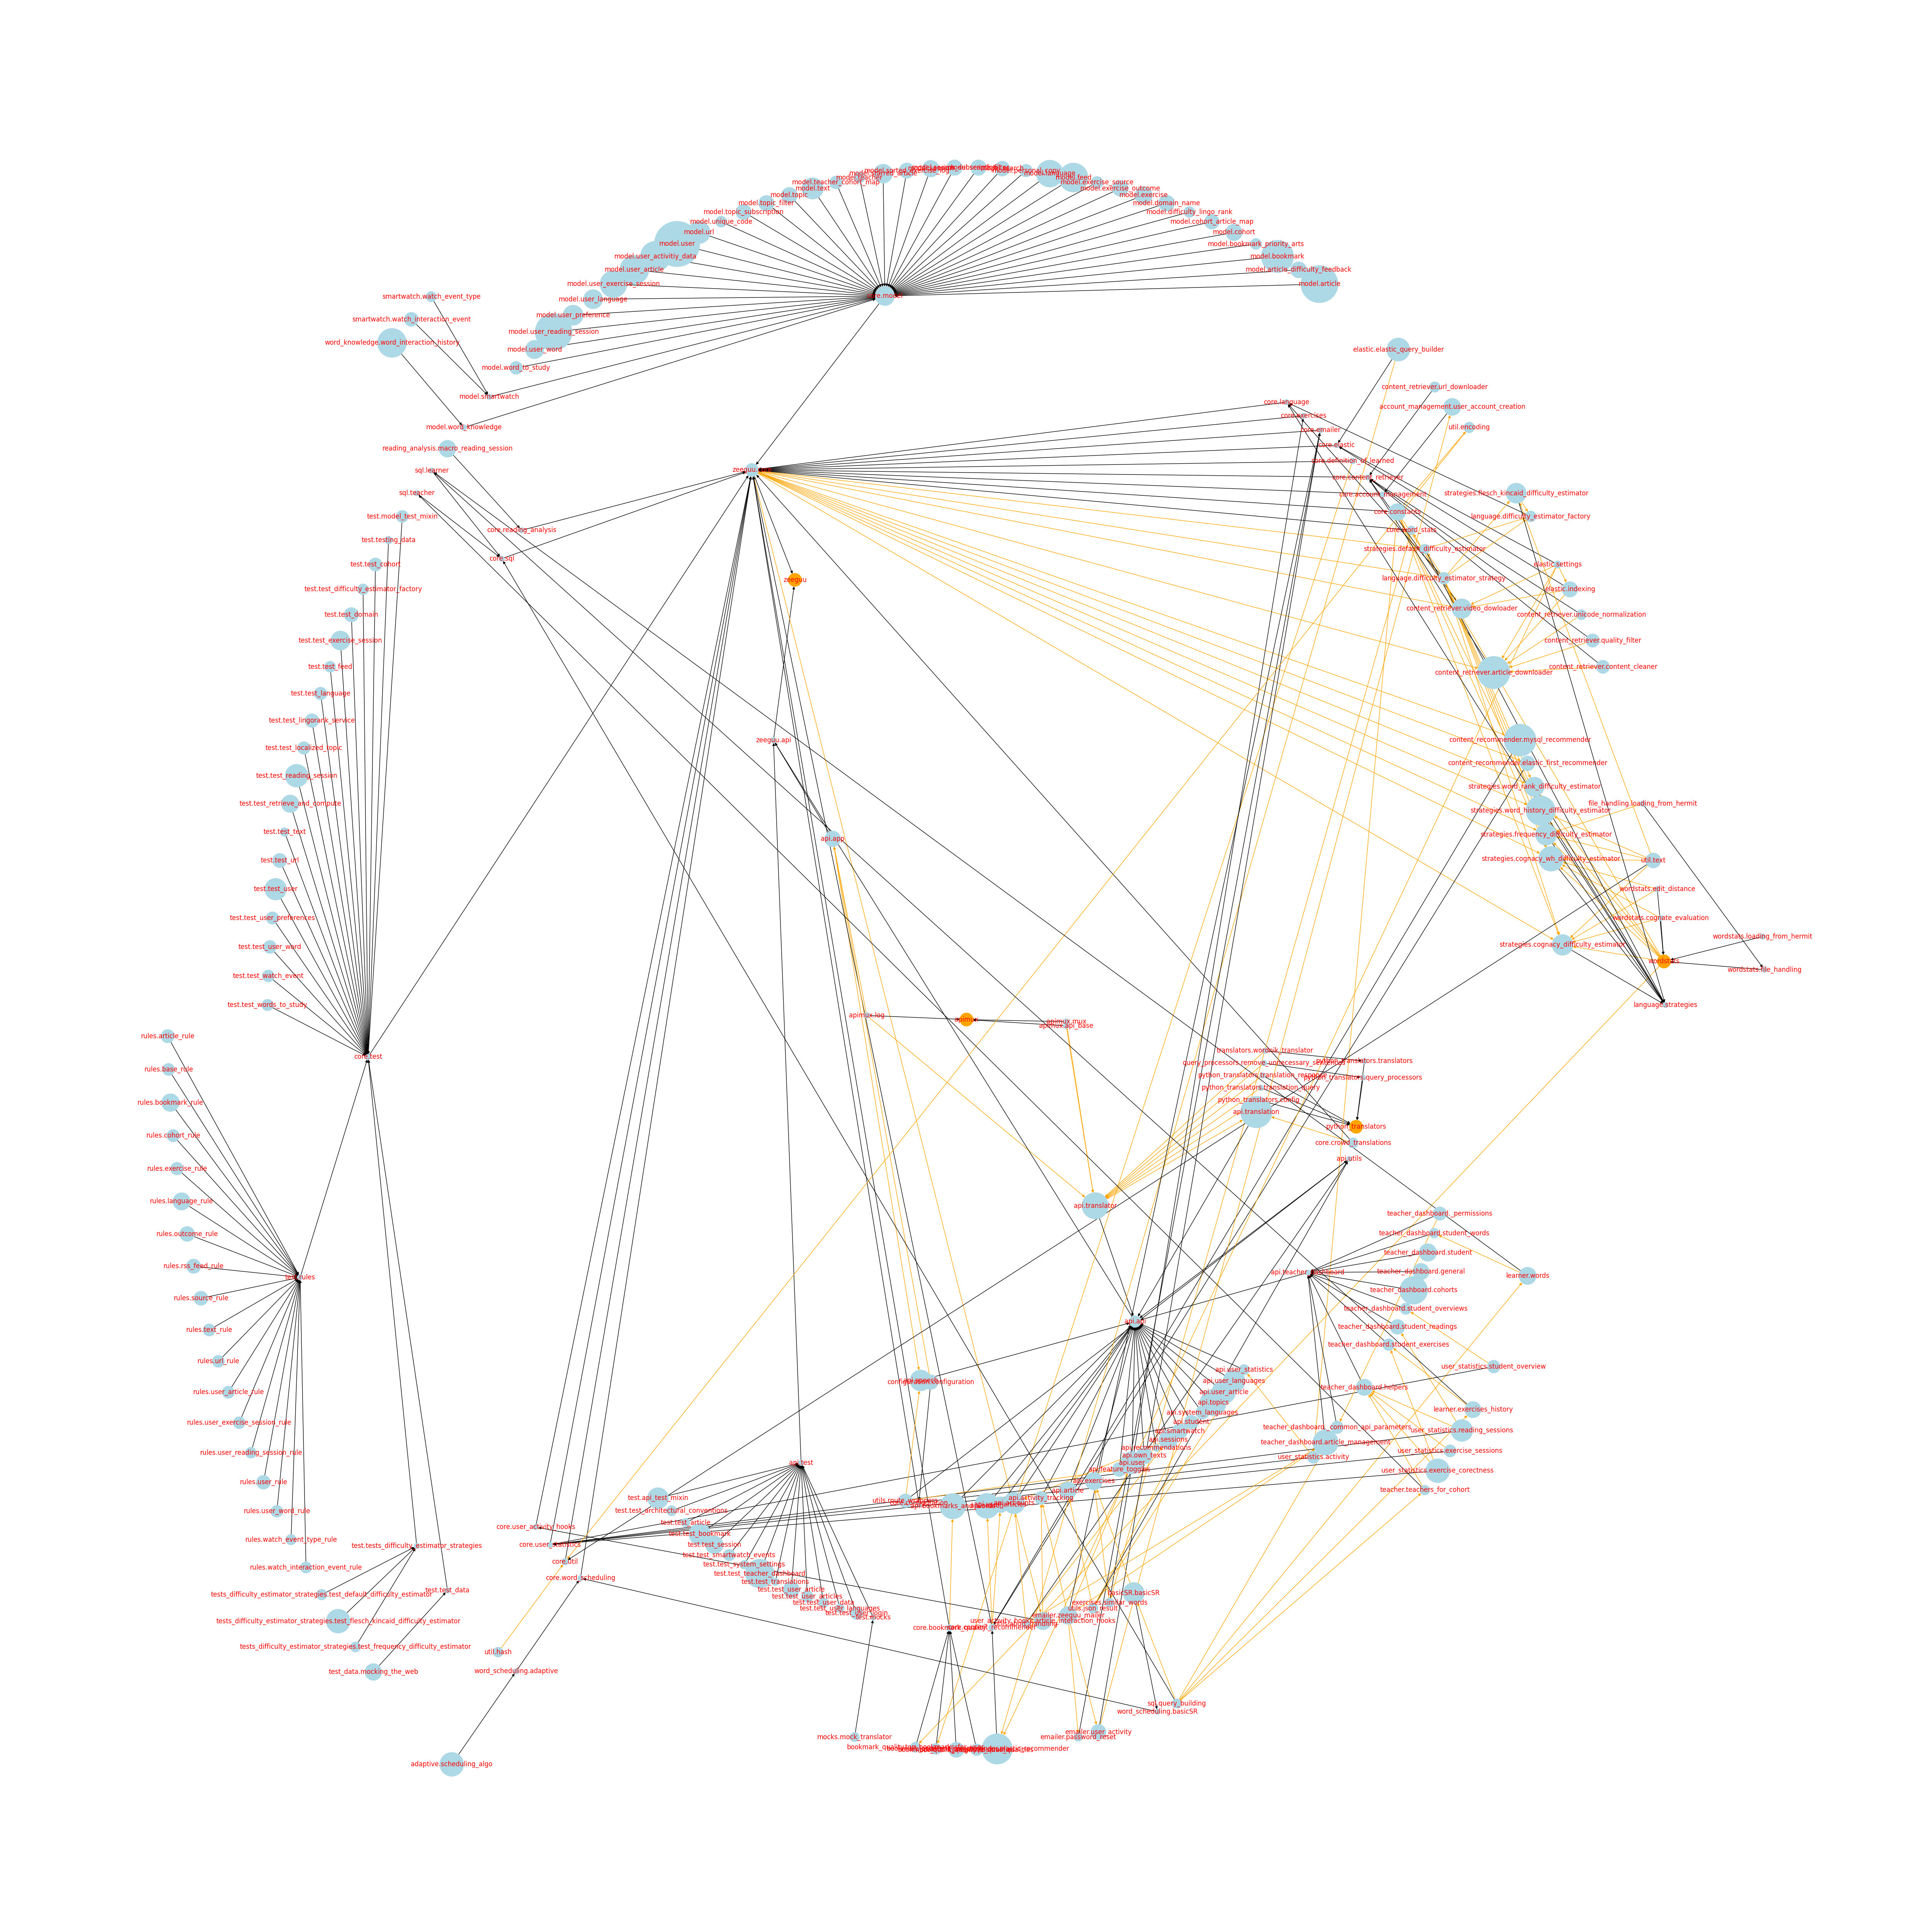 model.personal_copy
model.language
model.feed
model.exercise_source
model.exercise_outcome
model.exercise
model.domain_name
model.difficulty_lingo_rank
model.cohort_article_map
model.cohort
model.bookmark_priority_arts
model.bookmark
model.article_difficulty_feedback
model.article
model.teacher
model.teacher_cohort_map
model.text
model.topic
model.topic_filter
model.topic_subscription
model.unique_code
model.url
model.user
model.user_activitiy_data
model.user_article
model.user_exercise_session
model.user_language
model.user_preference
model.user_reading_session
model.user_word
model.word_to_study
core.model
smartwatch.watch_event_type
smartwatch.watch_interaction_event
word_knowledge.word_interaction_history
model.smartwatch
model.word_knowledge
reading_analysis.macro_reading_session
sql.learner
sql.teacher
core.reading_analysis
core.sql
test.model_test_mixin
test.testing_data
test.test_cohort
test.test_difficulty_estimator_factory
test.test_domain
test.test_exercise_session
test.test_feed
test.test_language
test.test_lingorank_service
test.test_localized_topic
test.test_reading_session
test.test_retrieve_and_compute
test.test_text
test.test_url
test.test_user
test.test_user_preferences
test.test_user_word
test.test_watch_event
test.test_words_to_study
core.test
rules.article_rule
rules.base_rule
rules.bookmark_rule
rules.cohort_rule
rules.exercise_rule
rules.language_rule
rules.outcome_rule
rules.rss_feed_rule
test.rules
rules.source_rule
rules.text_rule
rules.url_rule
rules.user_article_rule
rules.user_exercise_session_rule
rules.user_reading_session_rule
rules.user_rule
rules.user_word_rule
rules.watch_event_type_rule
rules.watch_interaction_event_rule
test.tests_difficulty_estimator_strategies
tests_difficulty_estimator_strategies.test_default_difficulty_estimator
test.test_data
tests_difficulty_estimator_strategies.test_flesch_kincaid_difficulty_estimator
tests_difficulty_estimator_strategies.test_frequency_difficulty_estimator
test_data.mocking_the_web
util.hash
word_scheduling.adaptive
adaptive.scheduling_algo
zeeguu
zeeguu.api
api.app
elastic.elastic_query_builder
content_retriever.url_downloader
account_management.user_account_creation
util.encoding
core.language
core.exercises
core.emailer
core.elastic
core.definition_of_learned
core.content_retriever
core.account_management
core.constants
core.word_stats
strategies.flesch_kincaid_difficulty_estimator
language.difficulty_estimator_factory
strategies.default_difficulty_estimator
elastic.settings
language.difficulty_estimator_strategy
elastic.indexing
content_retriever.video_dowloader
content_retriever.unicode_normalization
content_retriever.quality_filter
content_retriever.content_cleaner
content_retriever.article_downloader
content_recommender.mysql_recommender
content_recommender.elastic_first_recommender
strategies.word_rank_difficulty_estimator
file_handling.loading_from_hermit
strategies.word_history_difficulty_estimator
strategies.frequency_difficulty_estimator
strategies.cognacy_wh_difficulty_estimator
util.text
wordstats.edit_distance
wordstats.cognate_evaluation
wordstats.loading_from_hermit
strategies.cognacy_difficulty_estimator
wordstats
wordstats.file_handling
language.strategies
apimux.log
apimux
apimux.mux
apimux.api_base
translators.wordnik_translator
python_translators.translators
python_translators.query_processors
python_translators.translation_query
python_translators.config
api.translation
python_translators
core.crowd_translations
api.utils
api.translator
teacher_dashboard._permissions
teacher_dashboard.student_words
teacher_dashboard.student
api.teacher_dashboard
teacher_dashboard.general
learner.words
teacher_dashboard.cohorts
teacher_dashboard.student_overviews
api.api
teacher_dashboard.student_readings
teacher_dashboard.student_exercises
user_statistics.student_overview
teacher_dashboard.helpers
learner.exercises_history
teacher_dashboard._common_api_parameters
user_statistics.reading_sessions
teacher_dashboard.article_management
user_statistics.exercise_sessions
user_statistics.activity
user_statistics.exercise_corectness
teacher.teachers_for_cohort
api.user_statistics
api.user_languages
api.user_article
api.topics
api.system_languages
api.student
api.smartwatch
api.sessions
api.recommendations
api.own_texts
api.user
api.feature_toggles
api.exercises
api.article
api.activity_tracking
api.test
test.api_test_mixin
test.test_architectural_conventions
test.test_article
test.test_bookmark
test.test_session
test.test_smartwatch_events
test.test_system_settings
test.test_teacher_dashboard
test.test_translations
test.test_user_article
test.test_user_articles
test.test_user_data
test.test_user_languages
test.mocks
core.user_activity_hooks
core.user_statistics
core.util
core.word_scheduling
basicSR.basicSR
exercises.similar_words
utils.json_result
emailer.zeeguu_mailer
sql.query_building
word_scheduling.basicSR
emailer.user_activity
emailer.password_reset
mocks.mock_translator